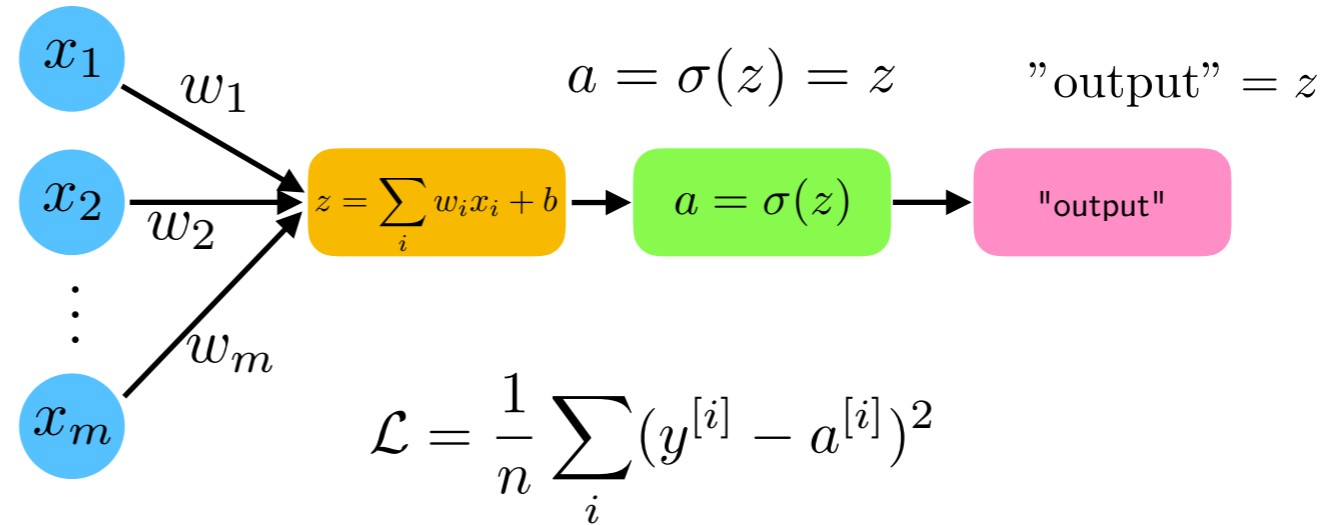 x₁
w₁
a = σ(z) = z
”output” = z
x₂
w₂
z = ∑ᵢ wᵢxᵢ + b
a = σ(z)
"output"
⋮
wₘ
xₘ
ℒ = 1/n ∑ᵢ (y^[i] − a^[i])²